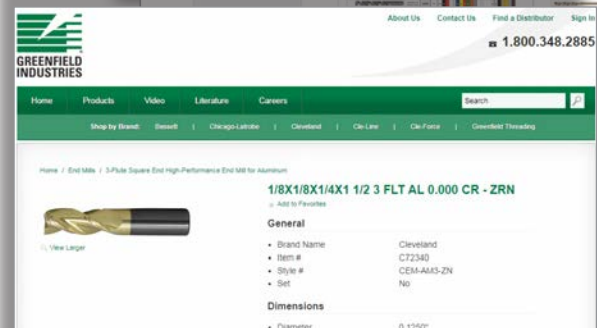 About Us Contact Us Find a Distributor Sign In
1.800.348.2885
GREENFIELD
INDUSTRIES
Home Products Video Literature Careers Search
Shop by Brand: Bassett | Chicago-Latrobe | Cleveland | Cle-Line | Cle-Force | Greenfield Threading
Home / End Mills / 3-Flute Square End High-Performance End Mill for Aluminum
1/8X1/8X1/4X1 1/2 3 FLT AL 0.000 CR - ZRN
Add to Favorites
General
View Larger
• Brand Name Cleveland
• Item # C72340
• Style # CEM-AM3-ZN
• Set No
Dimensions
• Diameter 0.1250"